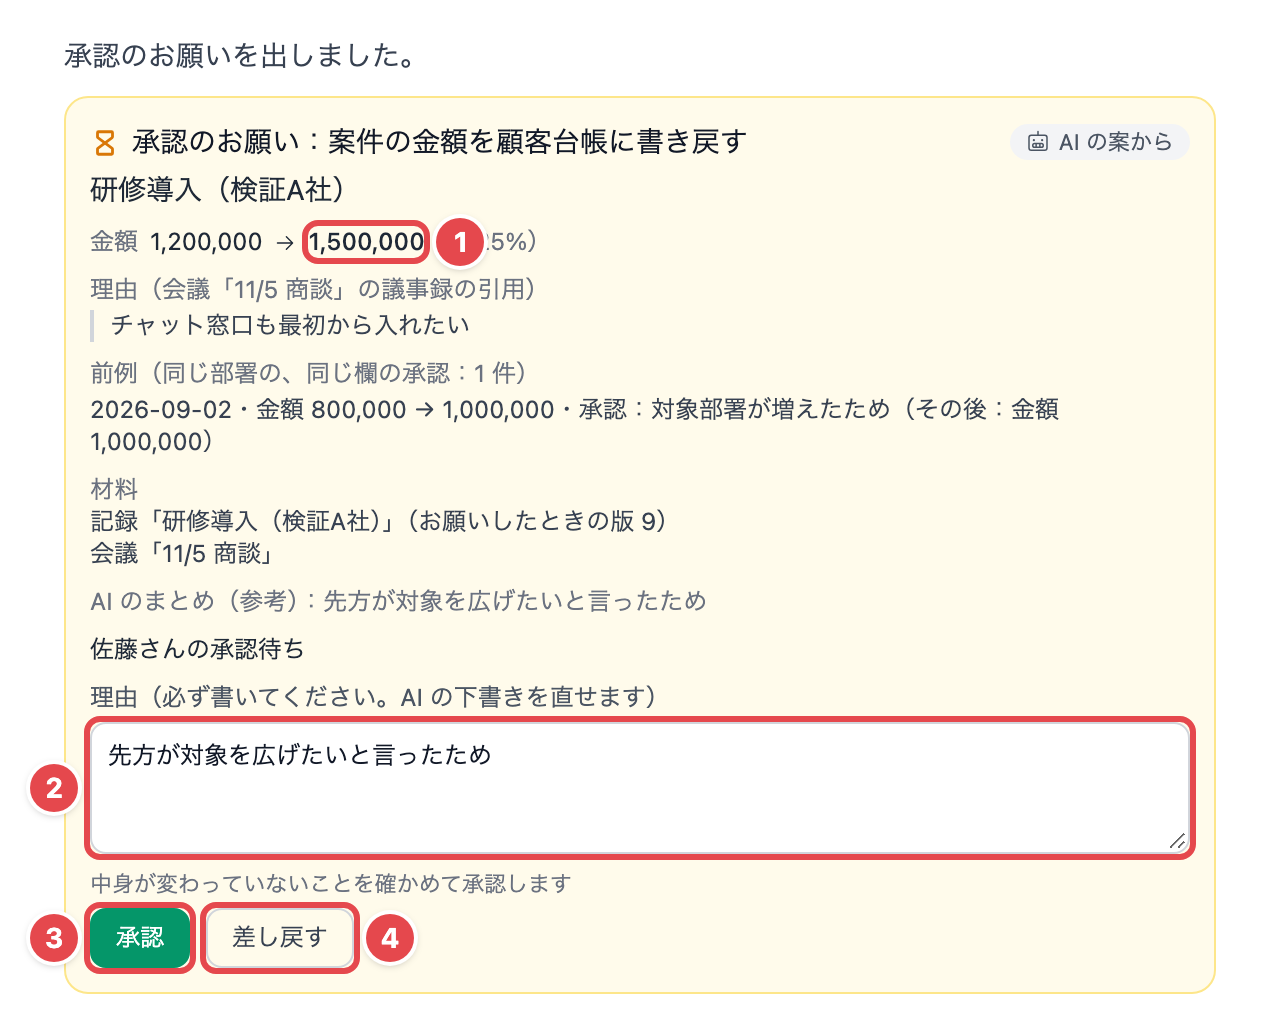 承認のお願いを出しました。
承認のお願い：案件の金額を顧客台帳に書き戻す
AI の案から
研修導入（検証A社）
金額 1,200,000 → 1,500,000 1 5%）
理由（会議「11/5 商談」の議事録の引用）
チャット窓口も最初から入れたい
前例（同じ部署の、同じ欄の承認：1 件）
2026-09-02・金額 800,000 → 1,000,000・承認：対象部署が増えたため（その後：金額
1,000,000）
材料
記録「研修導入（検証A社）」（お願いしたときの版 9）
会議「11/5 商談」
AI のまとめ（参考）：先方が対象を広げたいと言ったため
佐藤さんの承認待ち
理由（必ず書いてください。AI の下書きを直せます）
先方が対象を広げたいと言ったため
2
中身が変わっていないことを確かめて承認します
3 承認 差し戻す 4